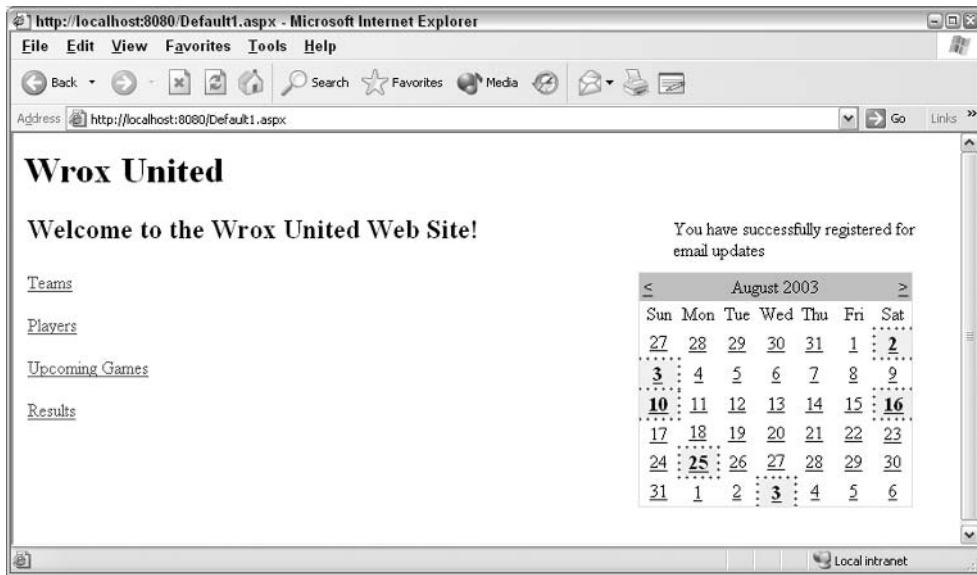 http://localhost:8080/Default1.aspx - Microsoft Internet Explorer
File Edit View Favorites Tools Help
Back Search Favorites Media
Address http://localhost:8080/Default1.aspx Go Links »
Wrox United
Welcome to the Wrox United Web Site!
Teams
Players
Upcoming Games
Results
You have successfully registered for
email updates
< August 2003 >
Sun Mon Tue Wed Thu Fri Sat
27 28 29 30 31 1 2
3 4 5 6 7 8 9
10 11 12 13 14 15 16
17 18 19 20 21 22 23
24 25 26 27 28 29 30
31 1 2 3 4 5 6
Local intranet